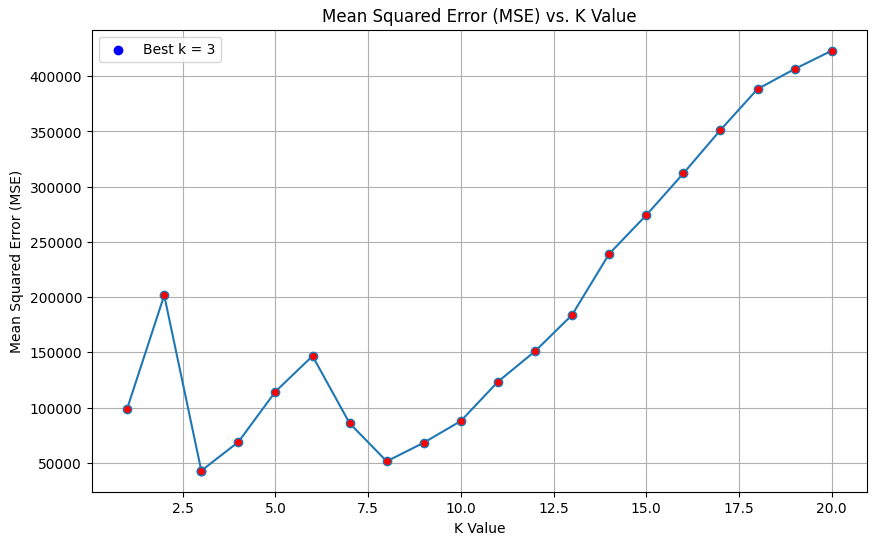 Mean Squared Error (MSE) vs. K Value
Best k = 3
400000
350000
300000
250000
200000
150000
100000
50000
Mean Squared Error (MSE)
2.5 5.0 7.5 10.0 12.5 15.0 17.5 20.0
K Value